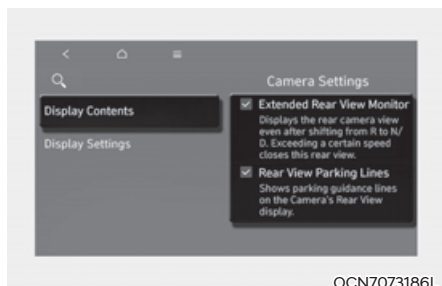 Camera Settings
Display Contents
Display Settings
Extended Rear View Monitor
Displays the rear camera view
even after shifting from R to N/
D. Exceeding a certain speed
closes this rear view.
Rear View Parking Lines
Shows parking guidance lines
on the Camera's Rear View
display.
OCN7073186L